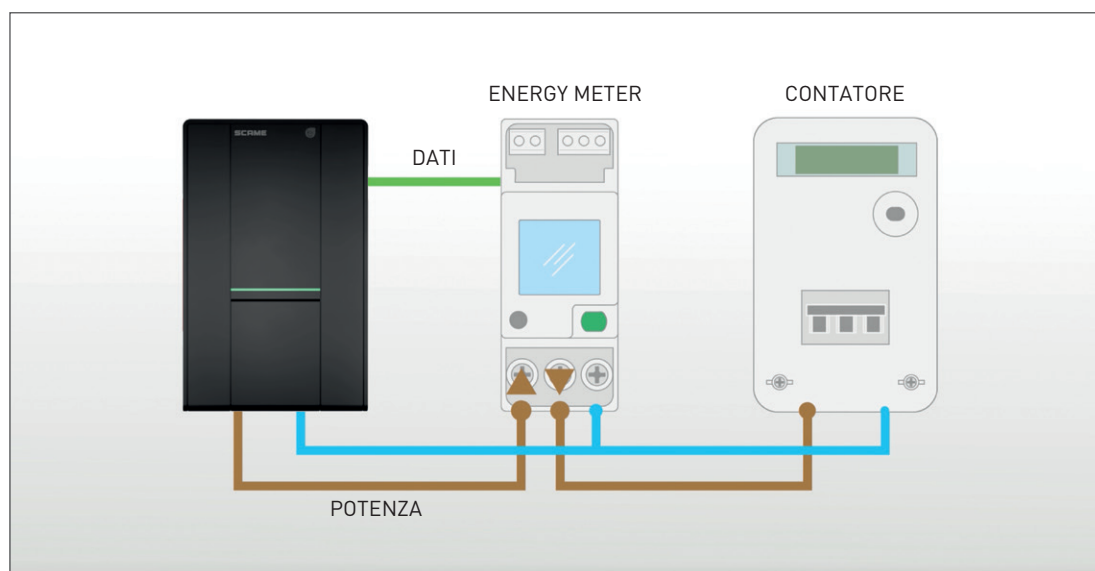 ENERGY METER
CONTATORE
SCAME
DATI
POTENZA